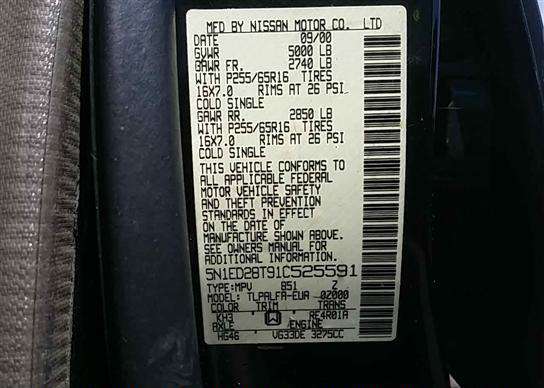 MFD BY NISSAN MOTOR CO. LTD
DATE 09/00
GVWR 5000 LB
GAWR FR. 2740 LB
WITH P255/65R16 TIRES
16X7.0 RIMS AT 26 PSI
COLD SINGLE
GAWR RR. 2850 LB
WITH P255/65R16 TIRES
16X7.0 RIMS AT 26 PSI
COLD SINGLE
THIS VEHICLE CONFORMS TO
ALL APPLICABLE FEDERAL
MOTOR VEHICLE SAFETY
AND THEFT PREVENTION
STANDARDS IN EFFECT
ON THE DATE OF
MANUFACTURE SHOWN ABOVE.
SEE OWNERS MANUAL FOR
ADDITIONAL INFORMATION.
5N1ED28T91C525591
TYPE:MPV 851 Z
MODEL: TLPALFA-EUA 02000
COLOR TRIM TRANS
KH3 W RE4R01A
AXLE ENGINE
HG46 VG33DE 3275CC